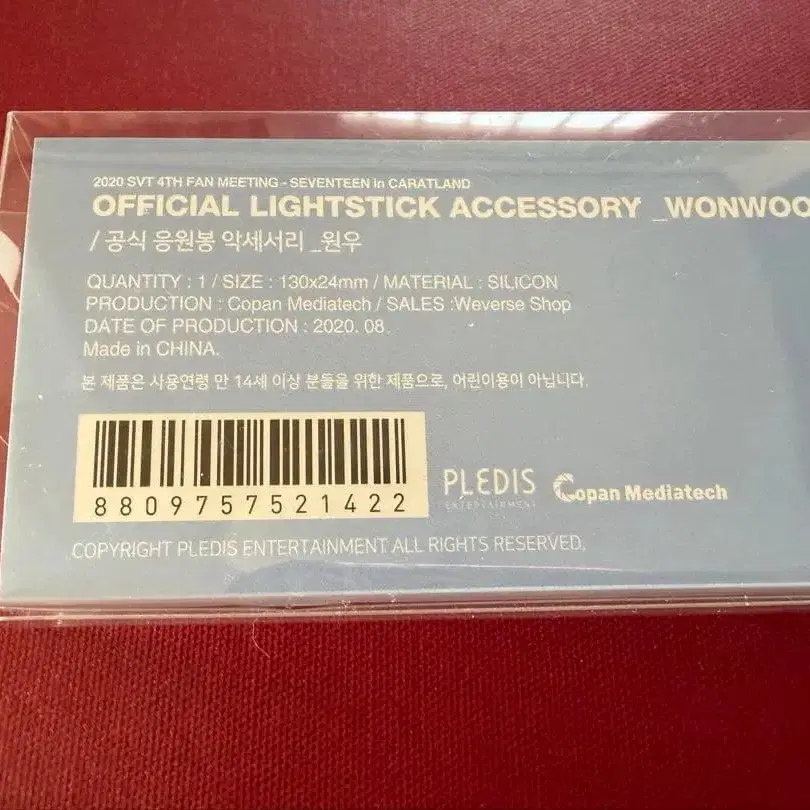 2020 SVT 4TH FAN MEETING - SEVENTEEN in CARATLAND
OFFICIAL LIGHTSTICK ACCESSORY _WONWOO
/ 공식 응원봉 악세서리 _원우
QUANTITY : 1 / SIZE : 130x24mm / MATERIAL : SILICON
PRODUCTION : Copan Mediatech / SALES :Weverse Shop
DATE OF PRODUCTION : 2020. 08.
Made in CHINA.
본 제품은 사용연령 만 14세 이상 분들을 위한 제품으로, 어린이용이 아닙니다.
8809757521422
PLEDIS
ENTERTAINMENT
Copan Mediatech
COPYRIGHT PLEDIS ENTERTAINMENT ALL RIGHTS RESERVED.